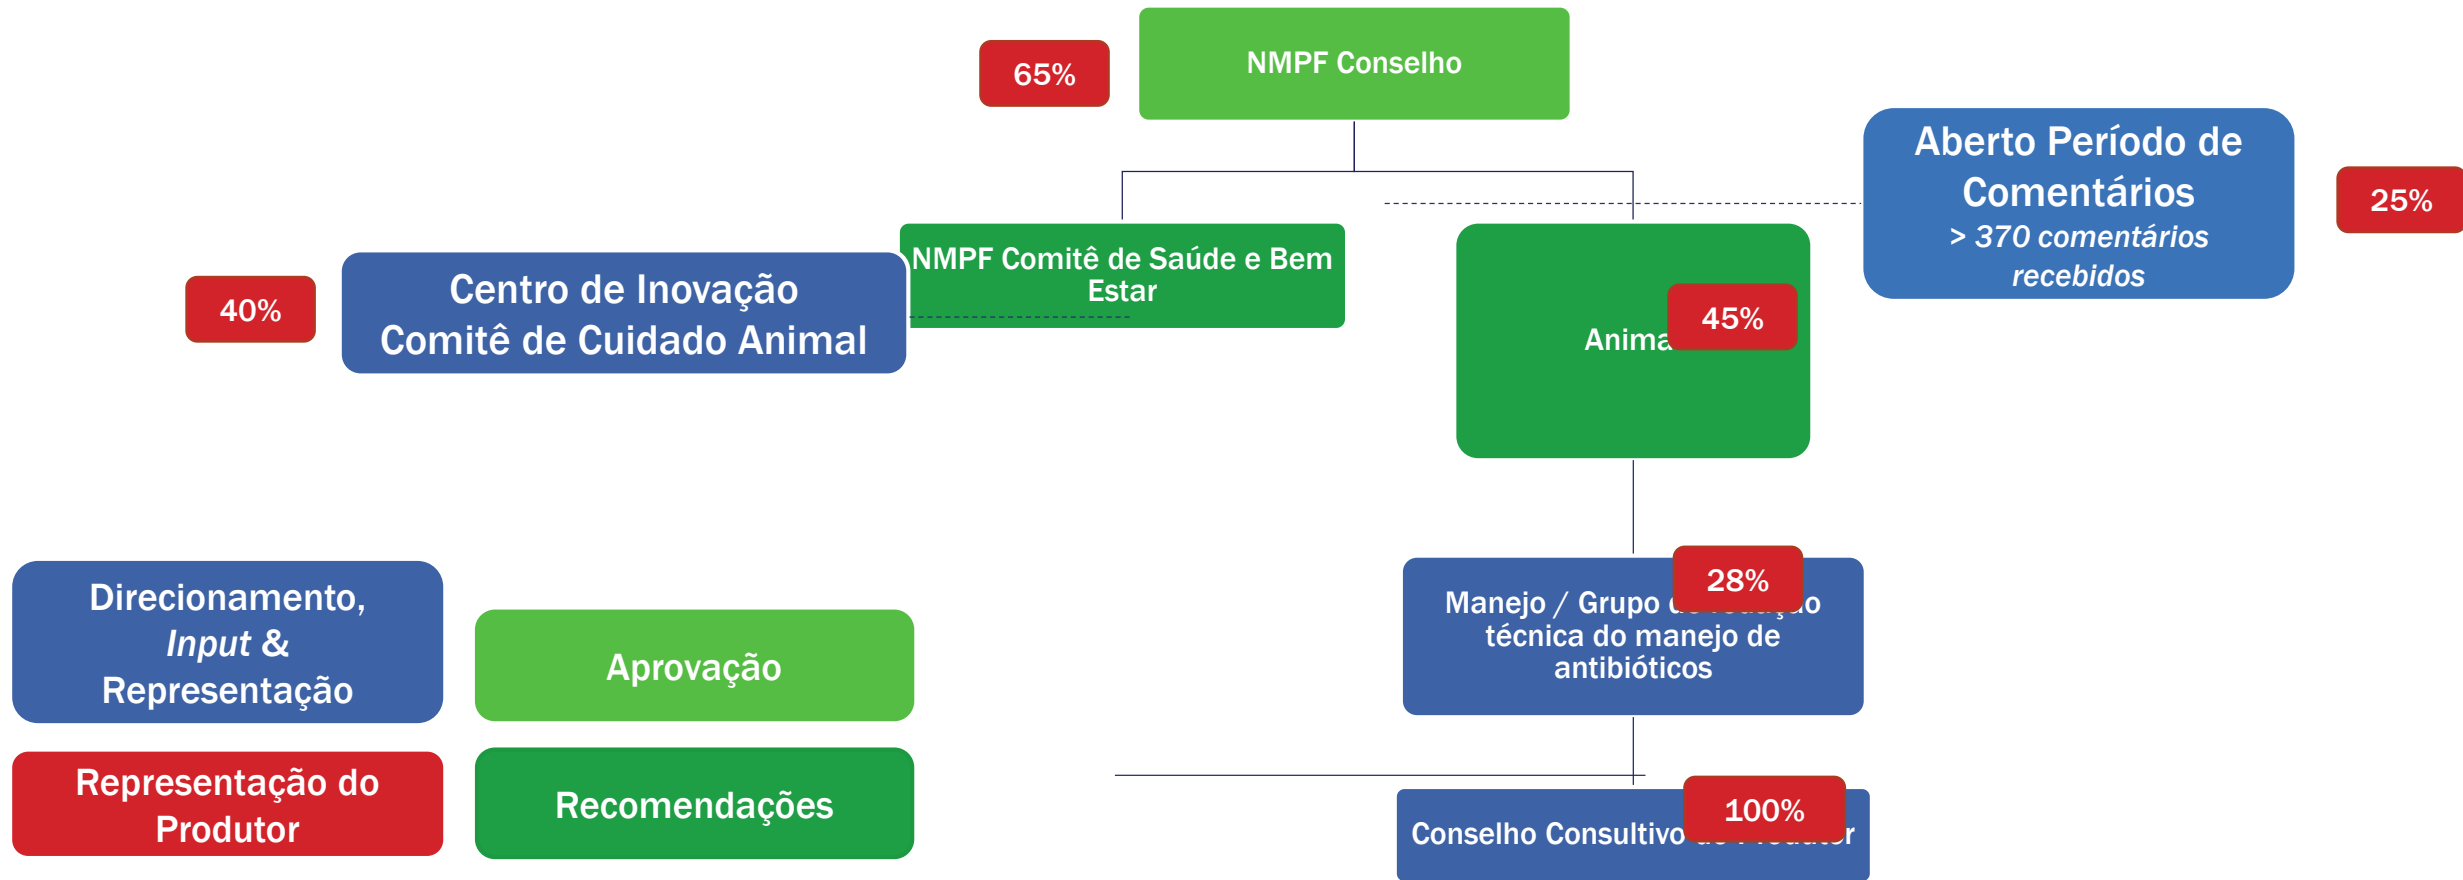 65%
NMPF Conselho
Aberto Período de
Comentários
> 370 comentários
recebidos
25%
40%
Centro de Inovação
Comitê de Cuidado Animal
NMPF Comitê de Saúde e Bem
Estar
45%
28%
Manejo / Grupo
técnica do manejo de
antibióticos
100%
Conselho Consultivo
Direcionamento,
Input &
Representação
Aprovação
Representação do
Produtor
Recomendações